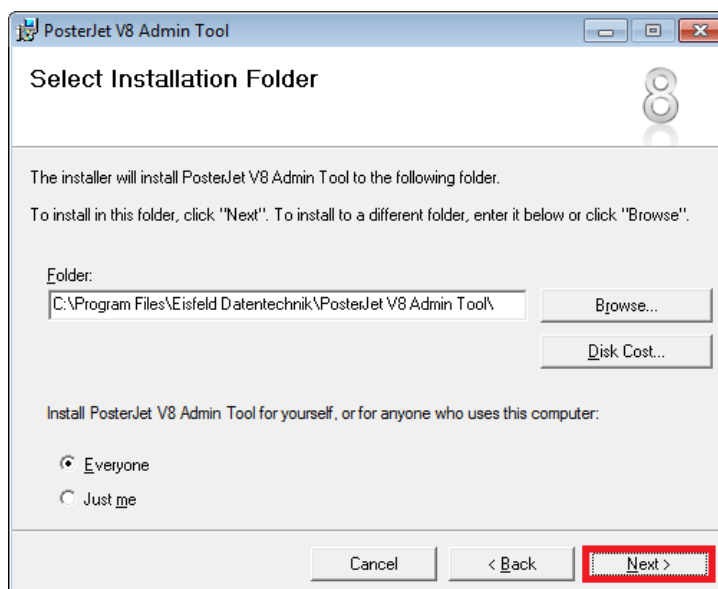 PosterJet V8 Admin Tool
Select Installation Folder
8
The installer will install PosterJet V8 Admin Tool to the following folder.
To install in this folder, click "Next". To install to a different folder, enter it below or click "Browse".
Folder:
C:\Program Files\Eisfeld Datentechnik\PosterJet V8 Admin Tool\
Browse...
Disk Cost...
Install PosterJet V8 Admin Tool for yourself, or for anyone who uses this computer:
Everyone
Just me
Cancel
< Back
Next >